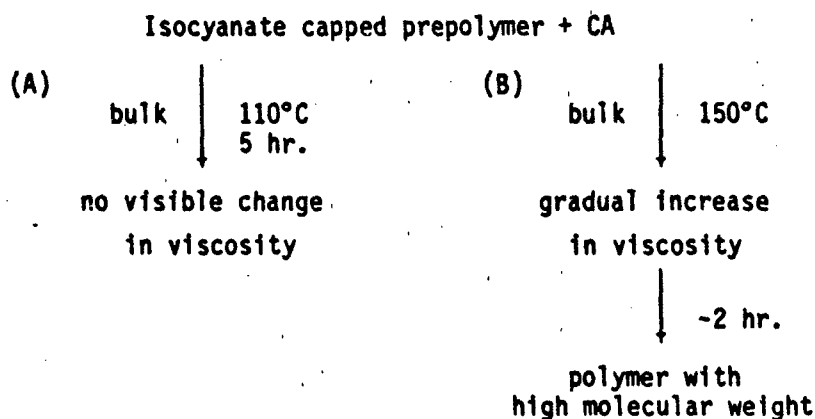 Isocyanate capped prepolymer + CA
(A)
bulk
110°C
5 hr.
no visible change
in viscosity
(B)
bulk
150°C
gradual increase
in viscosity
~2 hr.
polymer with
high molecular weight